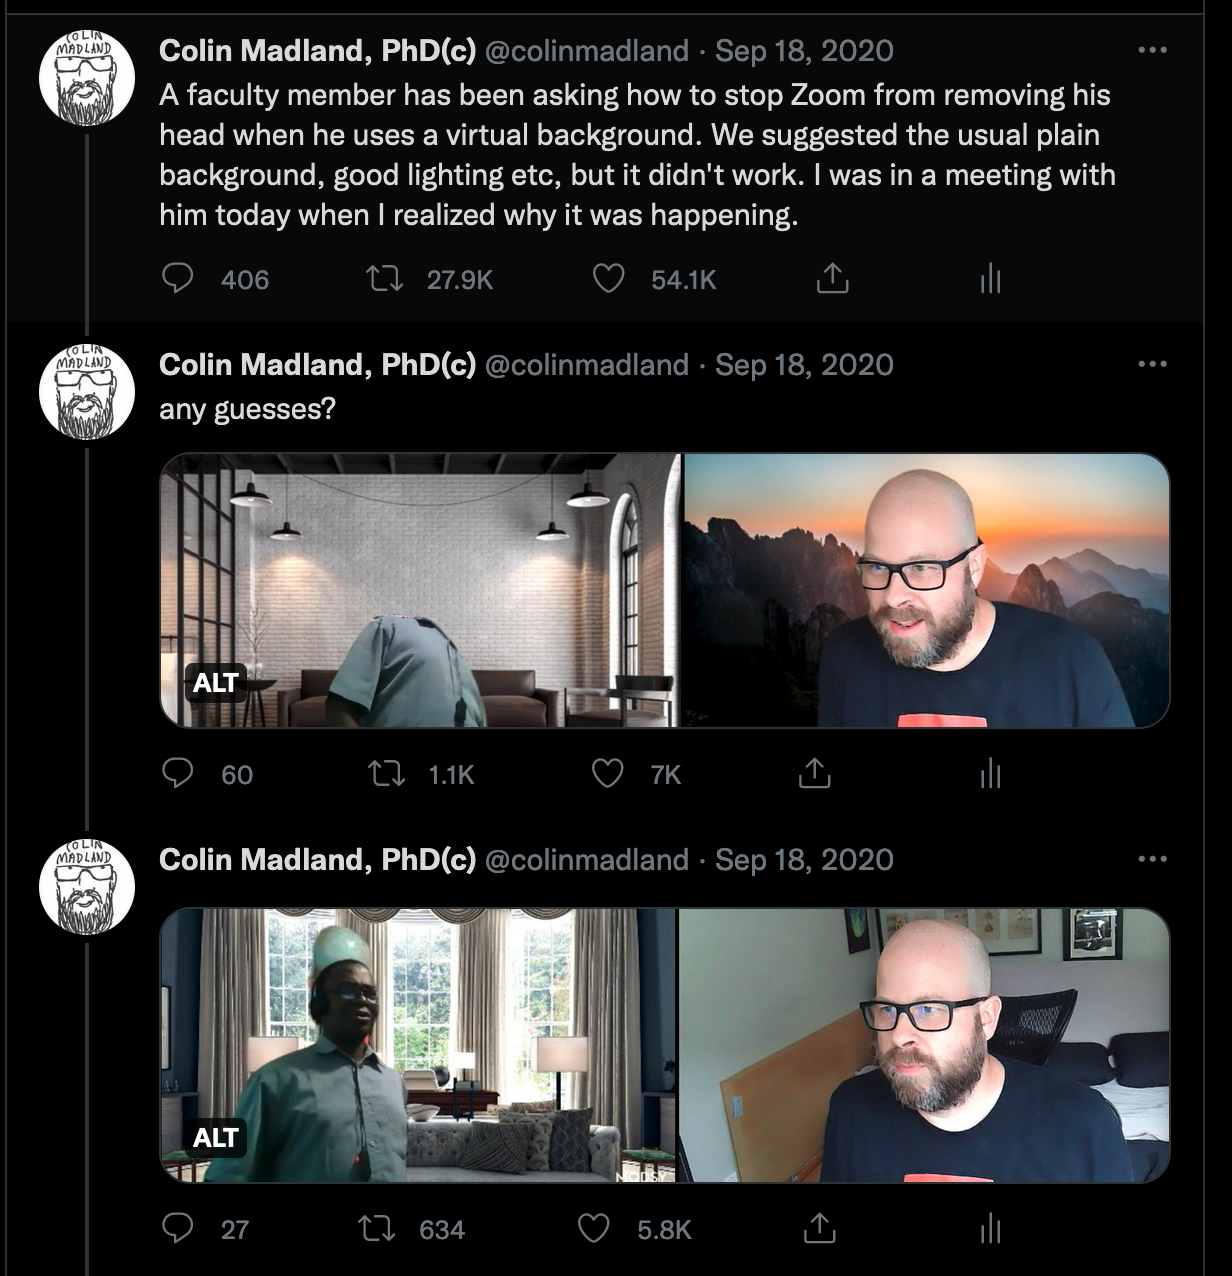 COLIN
MADLAND
Colin Madland, PhD(c) @colinmadland · Sep 18, 2020
A faculty member has been asking how to stop Zoom from removing his
head when he uses a virtual background. We suggested the usual plain
background, good lighting etc, but it didn't work. I was in a meeting with
him today when I realized why it was happening.
406 27.9K 54.1K
COLIN
MADLAND
Colin Madland, PhD(c) @colinmadland · Sep 18, 2020
any guesses?
ALT
60 1.1K 7K
COLIN
MADLAND
Colin Madland, PhD(c) @colinmadland · Sep 18, 2020
ALT
MODSY
27 634 5.8K